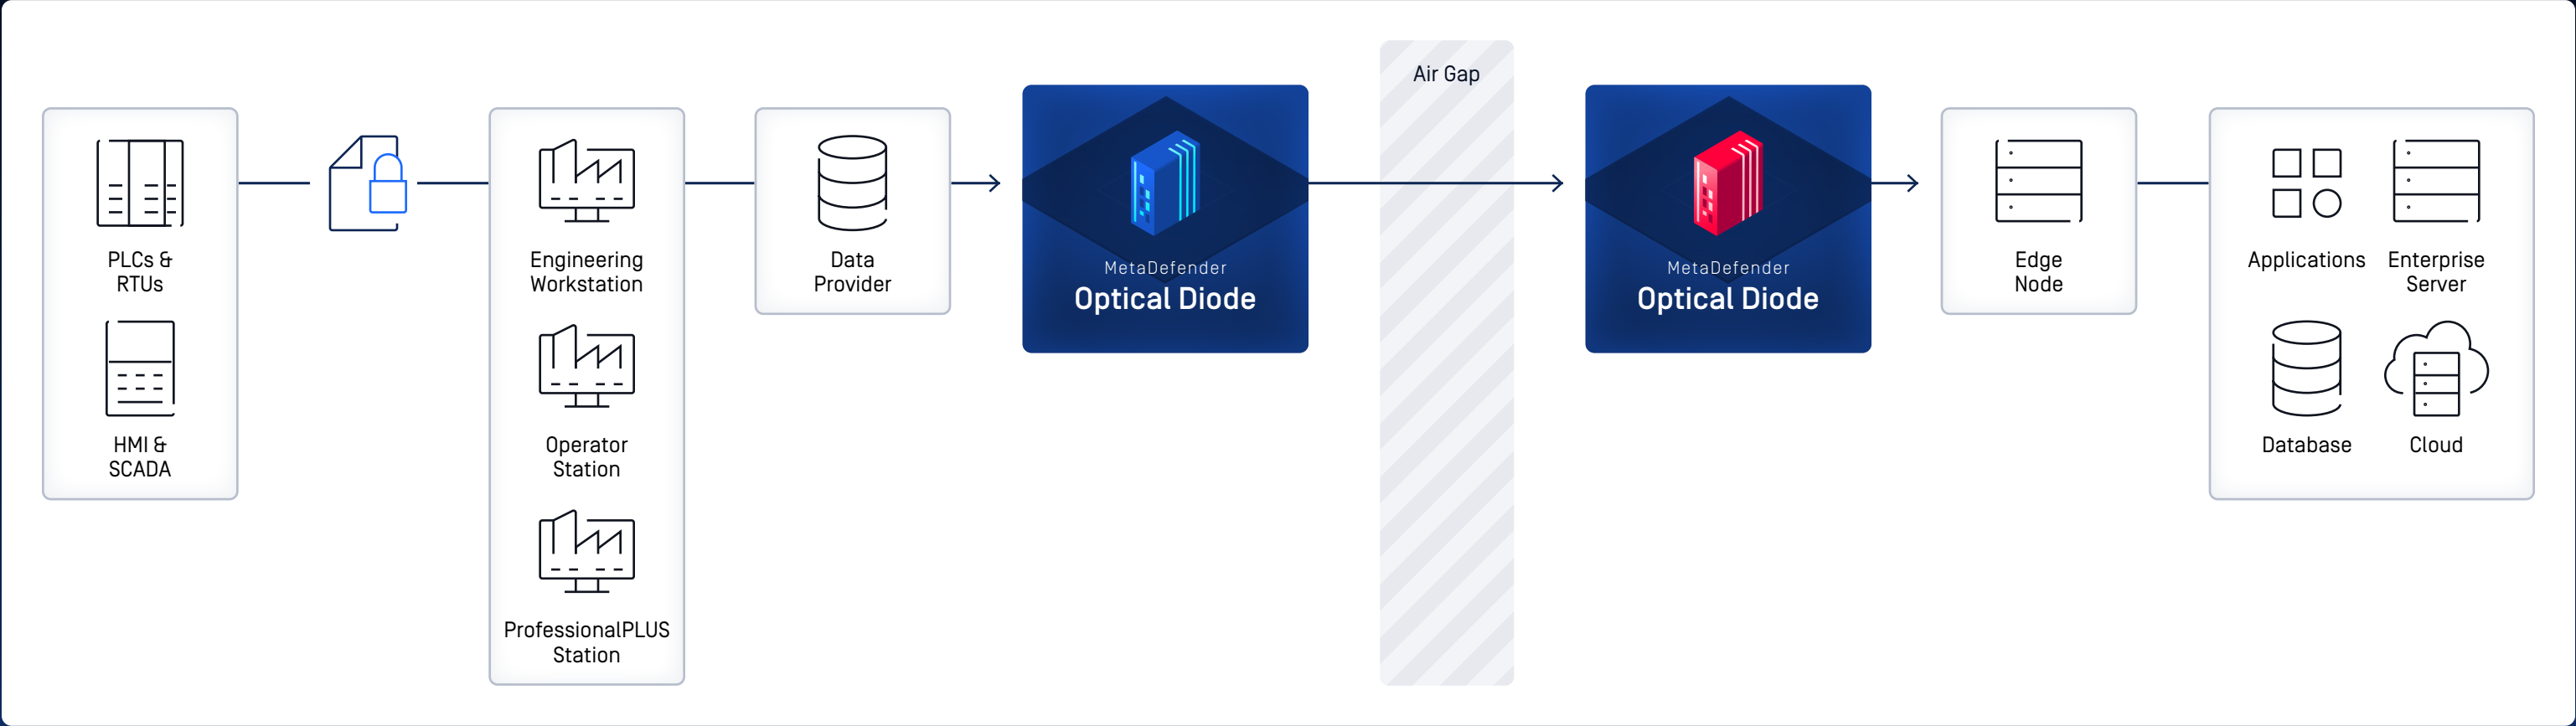 Air Gap
PLCs &
RTUs
HMI &
SCADA
Engineering
Workstation
Operator
Station
ProfessionalPLUS
Station
Data
Provider
MetaDefender
Optical Diode
MetaDefender
Optical Diode
Edge
Node
Applications
Enterprise
Server
Database
Cloud